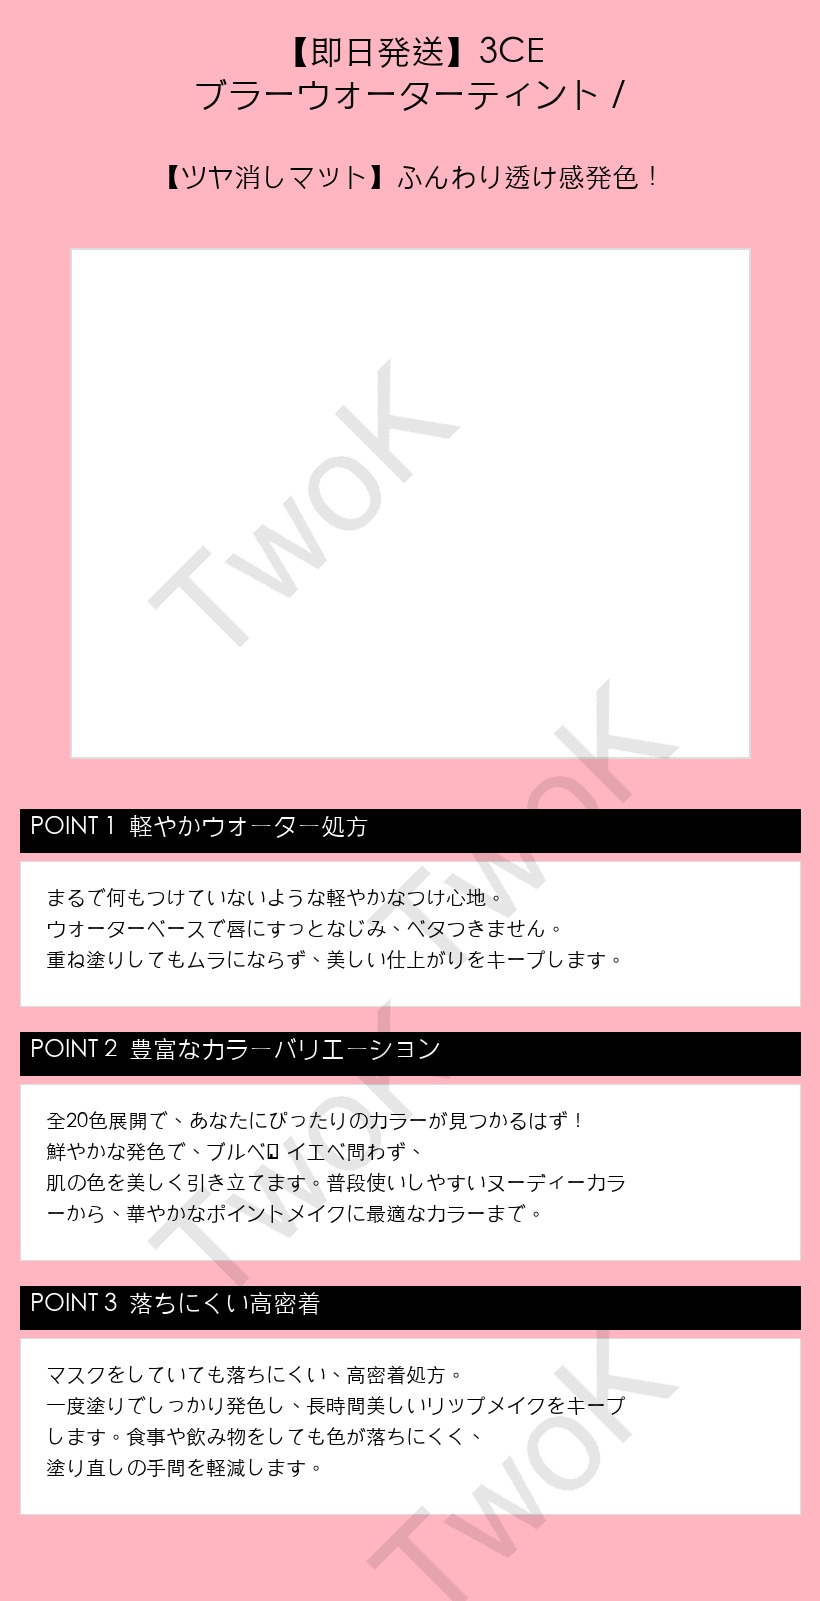 【即日発送】3CE
ブラーウォーターティント /
【ツヤ消しマット】ふんわり透け感発色！
TwoK
TwoK
POINT 1 軽やかウォーター処方
まるで何もつけていないような軽やかなつけ心地。
ウォーターベースで唇にすっとなじみ、ベタつきません。
重ね塗りしてもムラにならず、美しい仕上がりをキープします。
TwoK
POINT 2 豊富なカラーバリエーション
全20色展開で、あなたにぴったりのカラーが見つかるはず！
鮮やかな発色で、ブルベ イエベ問わず、
肌の色を美しく引き立てます。普段使いしやすいヌーディーカラ
ーから、華やかなポイントメイクに最適なカラーまで。
POINT 3 落ちにくい高密着
マスクをしていても落ちにくい、高密着処方。
一度塗りでしっかり発色し、長時間美しいリップメイクをキープ
します。食事や飲み物をしても色が落ちにくく、
塗り直しの手間を軽減します。
TwoK